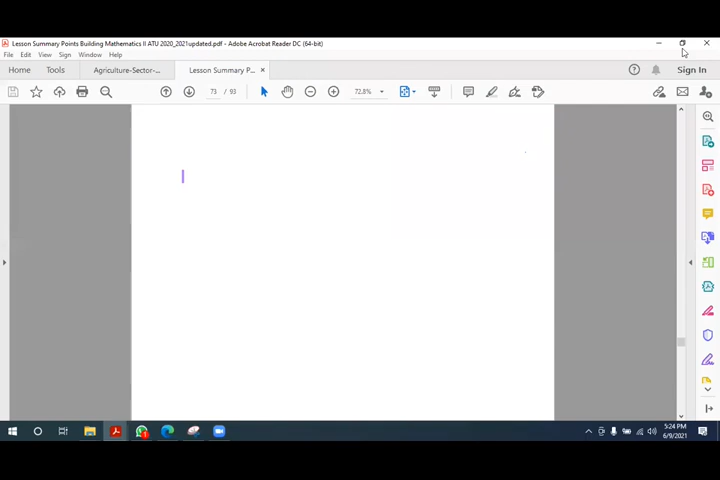 Lesson Summary Points Building Mathematics II ATU 2020_2021updated.pdf - Adobe Acrobat Reader DC (64-bit)
File Edit View Sign Window Help
Home Tools Agriculture-Sector-... Lesson Summary P... × Sign In
73 / 93 72.8%
5:24 PM
6/9/2021